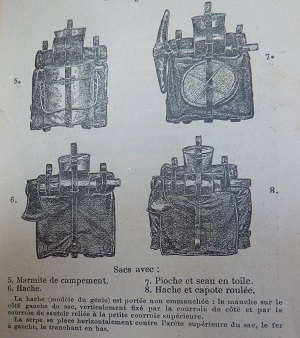 5.
7.
6.
8.
Sacs avec :
5. Marmite de campement.
6. Hache.
7. Pioche et seau en toile.
8. Hache et capote roulée.
La hache (modèle du génie) est portée non emmanchée : le manche sur le
côté gauche du sac, verticalement fixé par la courroie de côté et par la
courroie de sautoir reliée à la petite courroie supérieure.
La serpe se place horizontalement contre l'arête supérieure du sac, le fer
à gauche, le tranchant en bas.